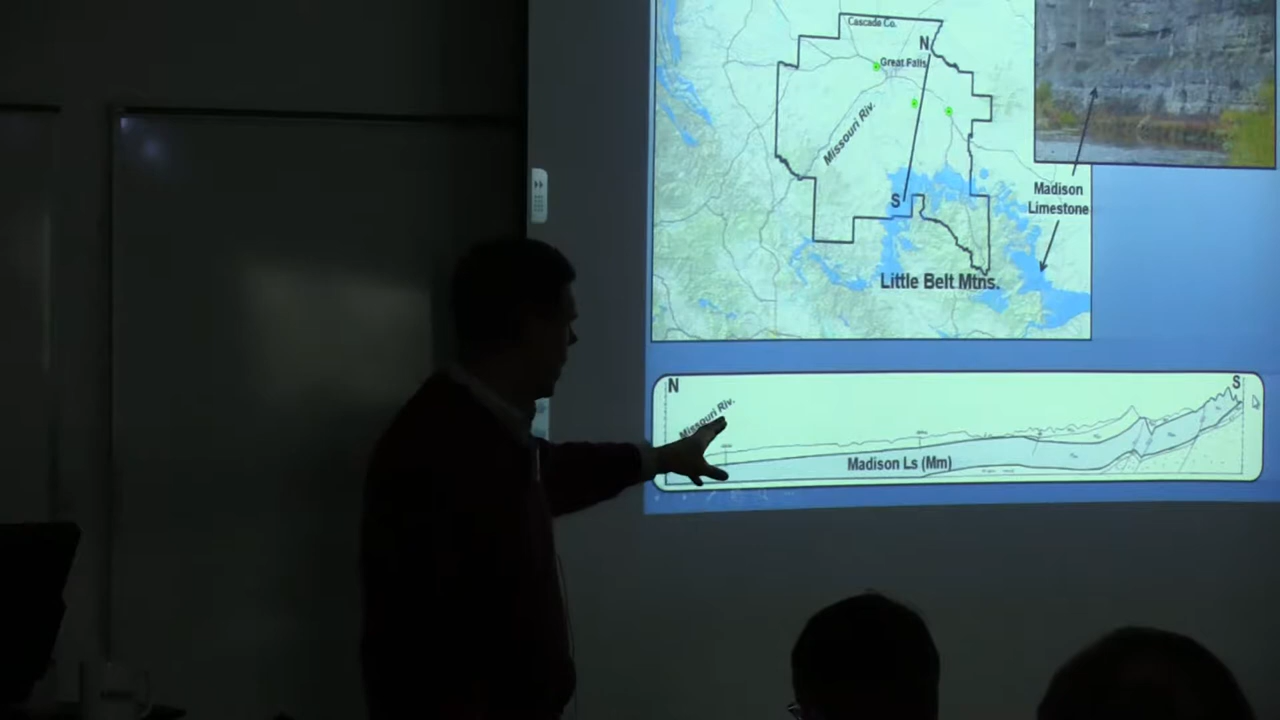 Cascade Co.
N
Great Falls
Missouri Riv.
S
Madison
Limestone
Little Belt Mtns.
N
S
Missouri Riv.
Madison Ls (Mm)